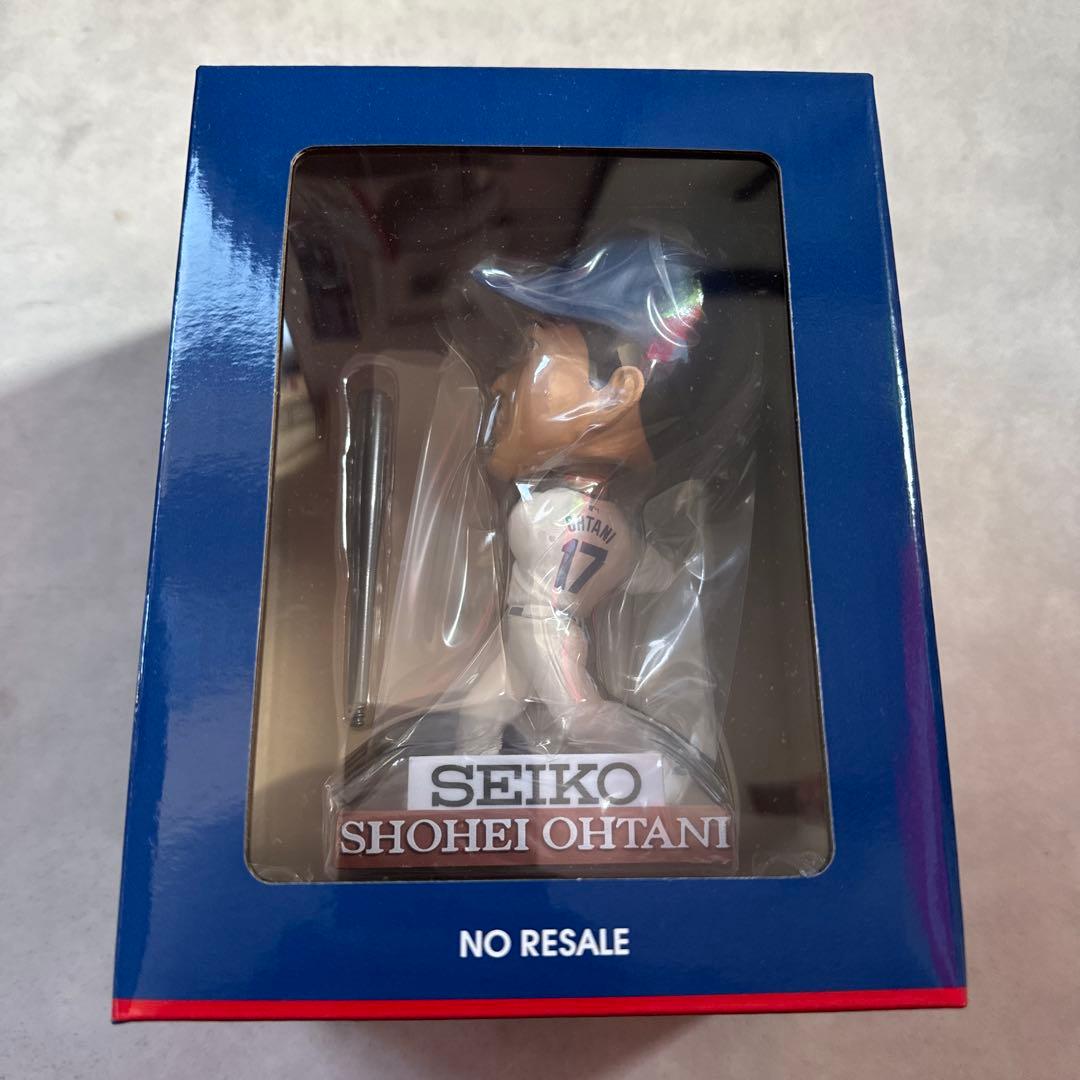 OHTANI
17
SEIKO
SHOHEI OHTANI
NO RESALE